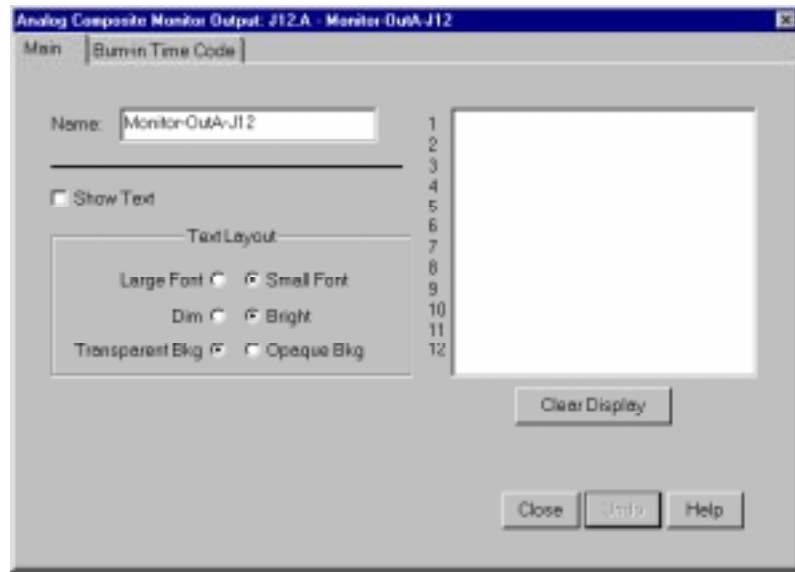 Analog Composite Monitor Output: J12.A - Monitor-OutA-J12
Main
Burn-in Time Code
Name:
Monitor-OutA-J12
Show Text
Text Layout
Large Font
Small Font
Dim
Bright
Transparent Bkg
Opaque Bkg
1
2
3
4
5
6
7
8
9
10
11
12
Clear Display
Close
Undo
Help